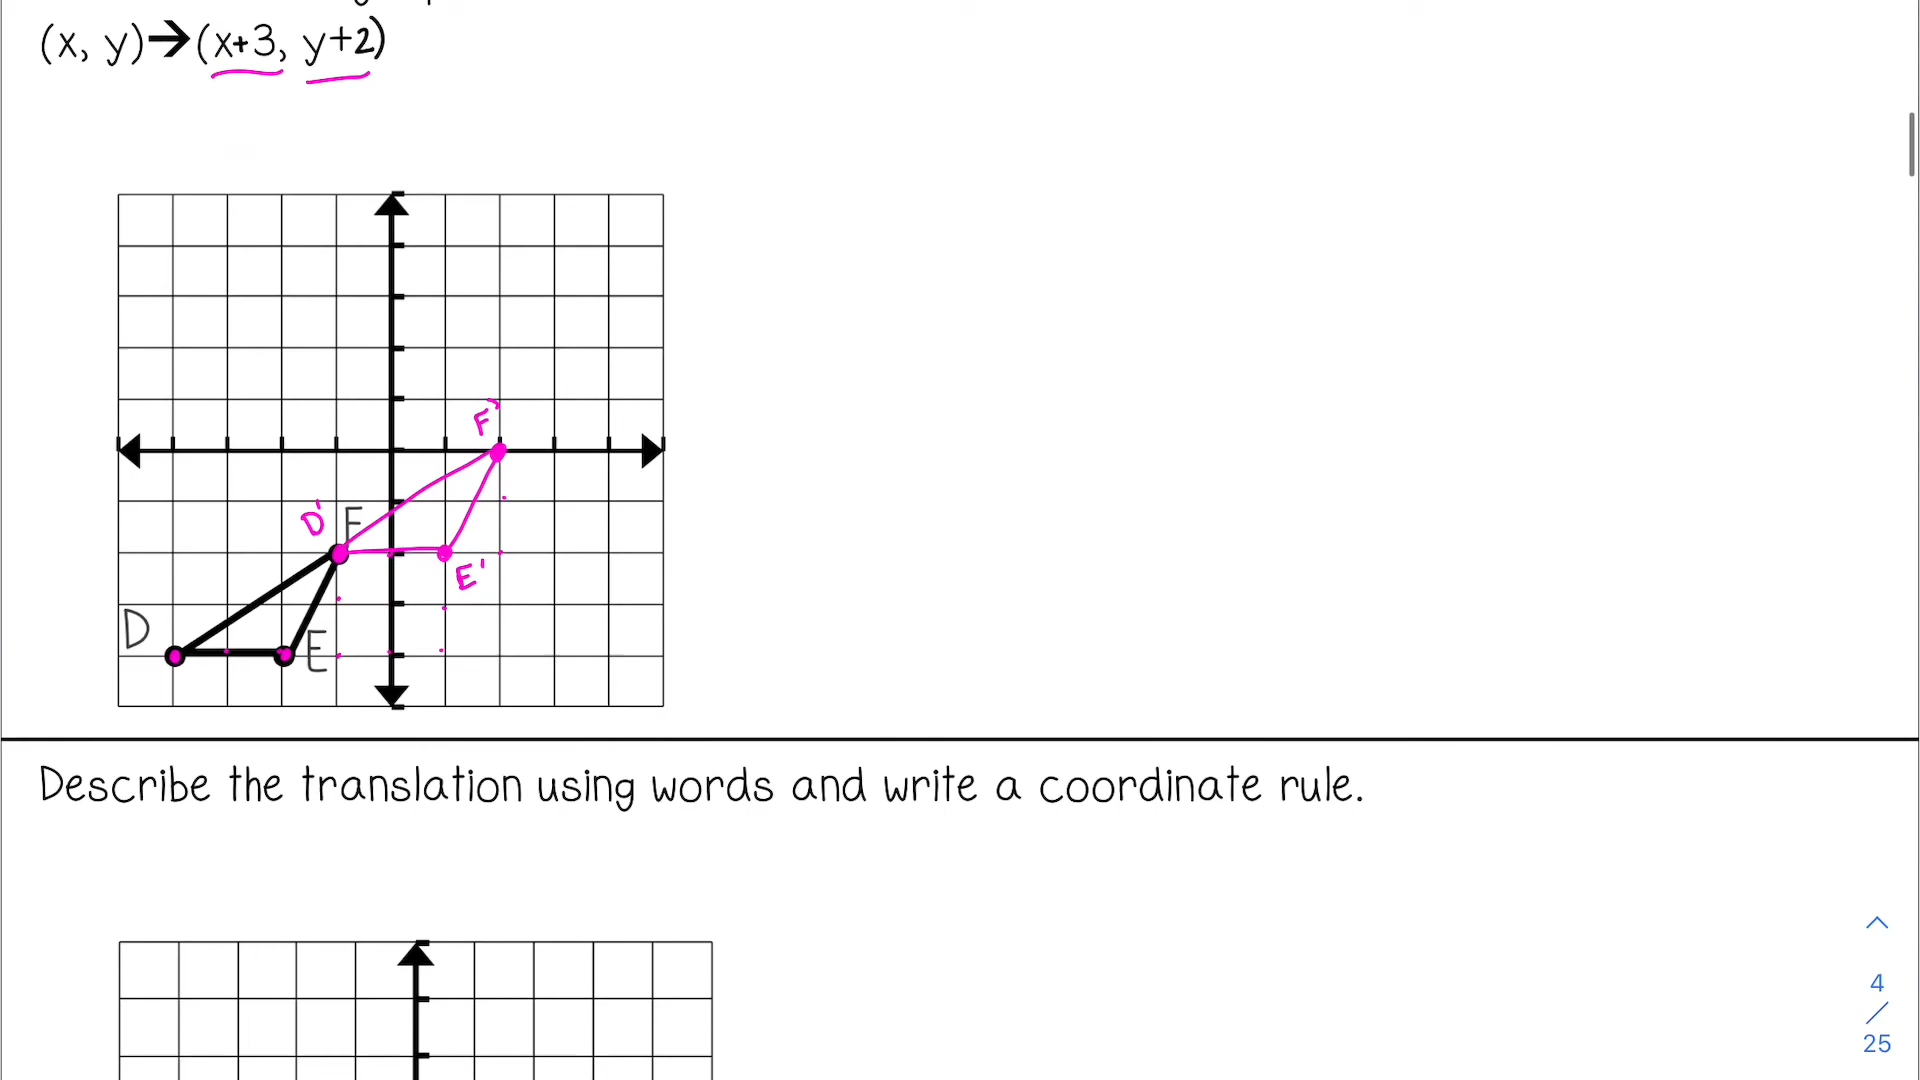 (x, y)➔(x+3, y+2)
F'
D' F
E'
D
E
Describe the translation using words and write a coordinate rule.
4
/
25